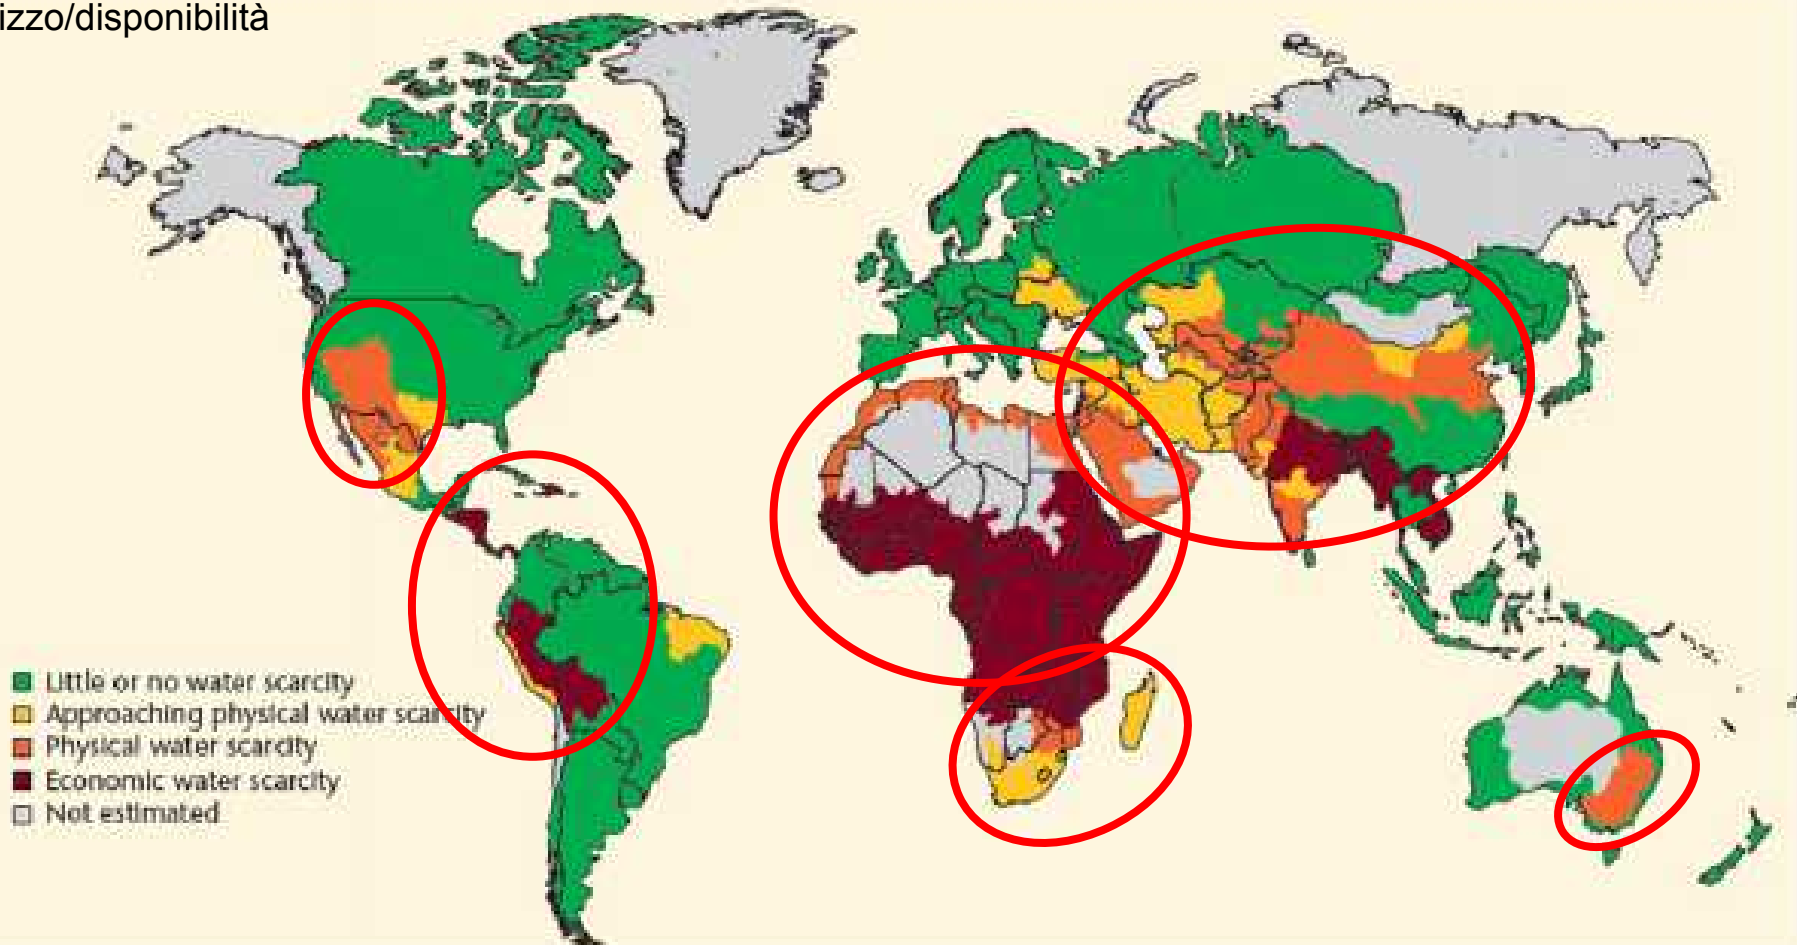 izzo/disponibilità
Little or no water scarcity
Approaching physical water scarcity
Physical water scarcity
Economic water scarcity
Not estimated